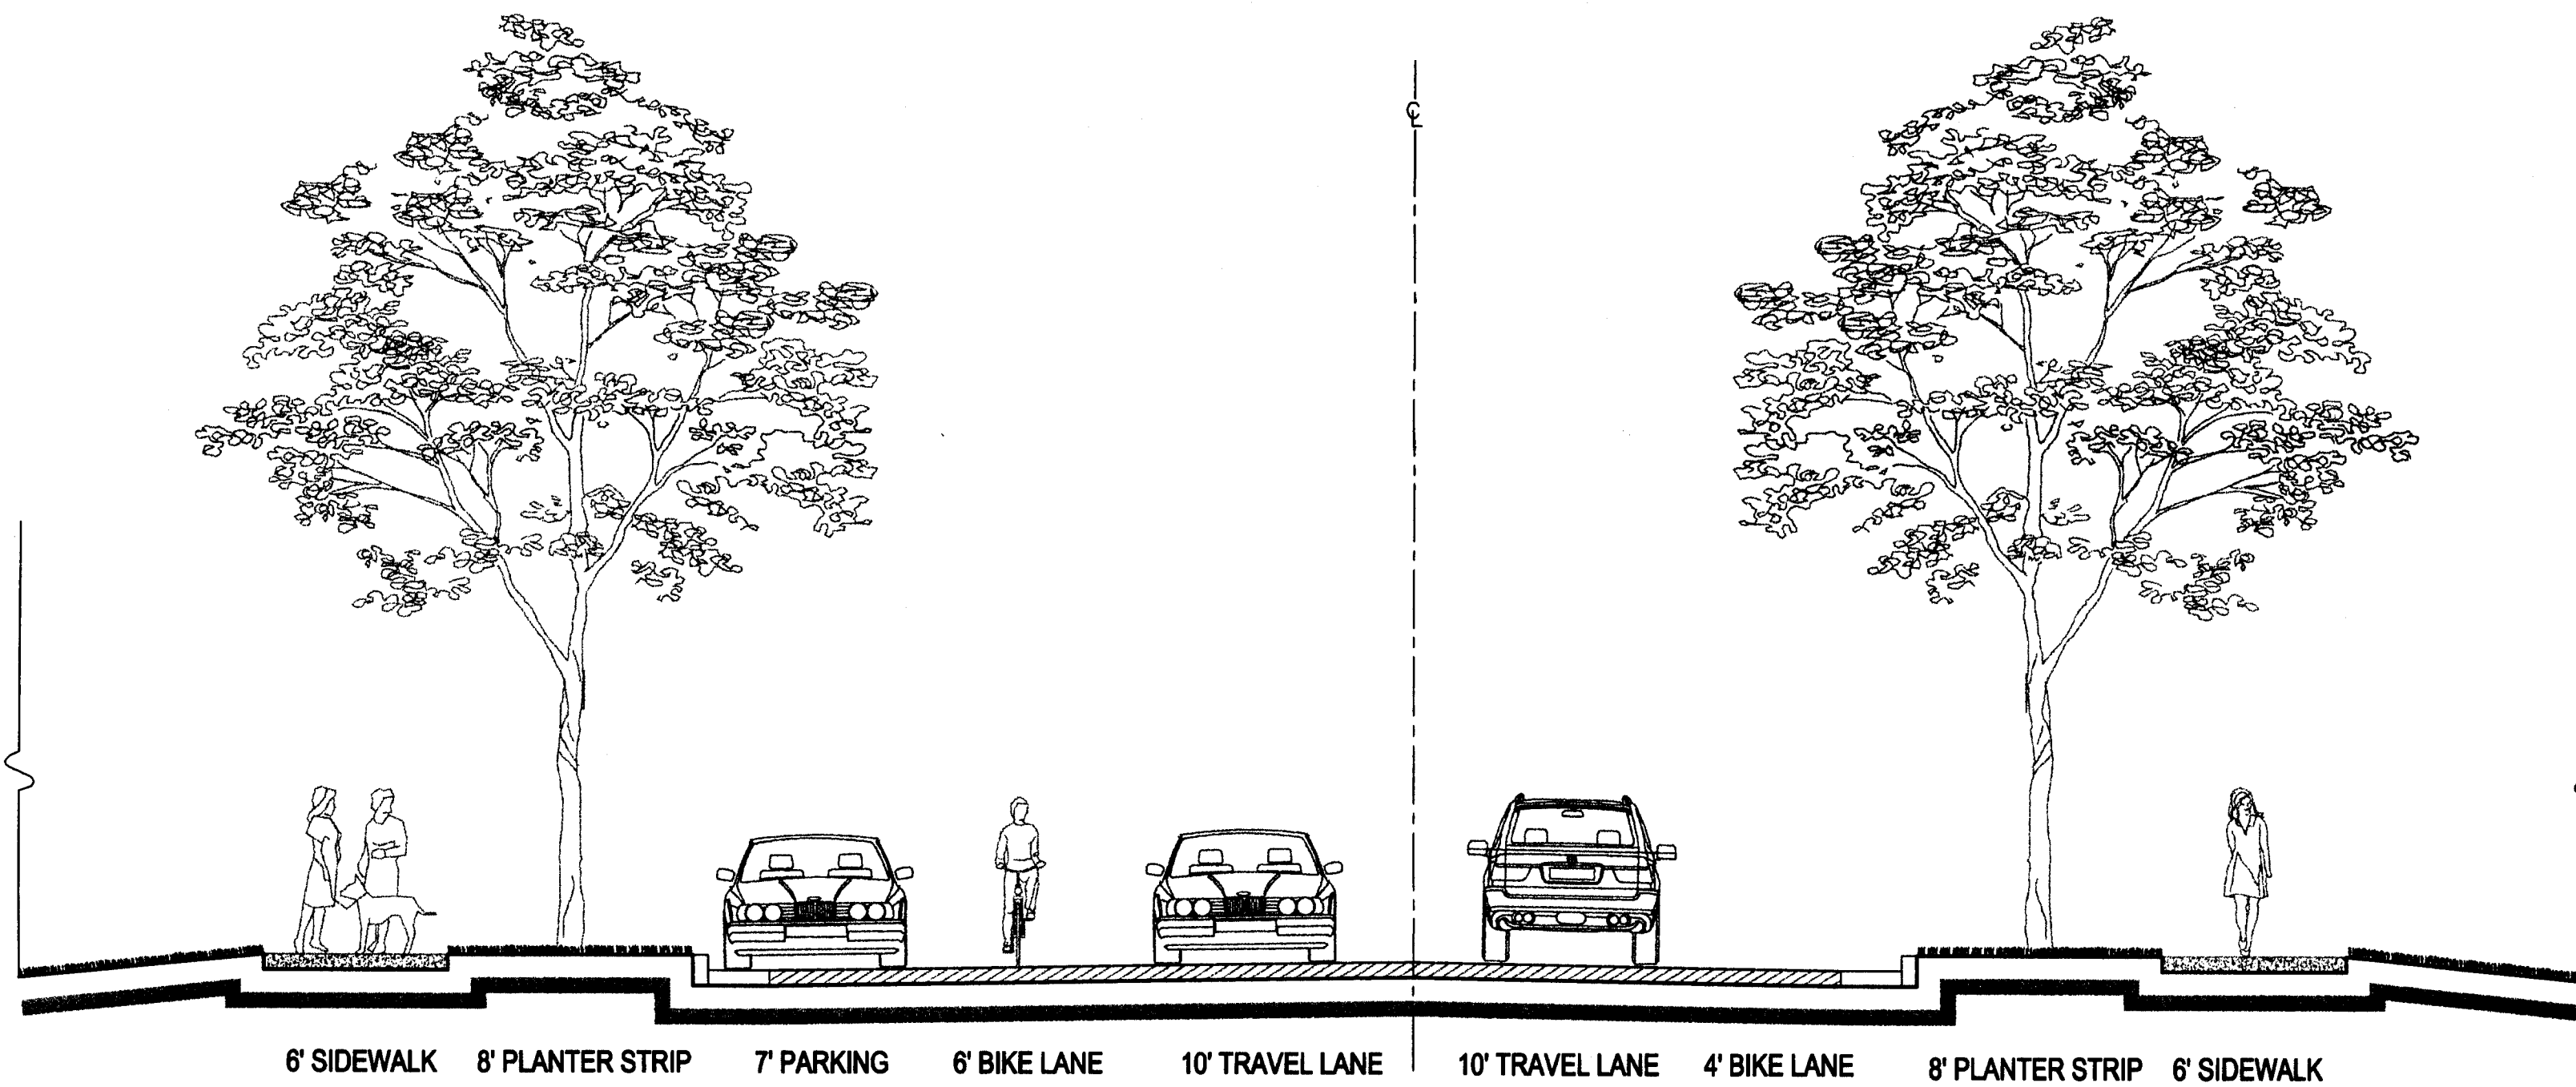 ℄
6' SIDEWALK 8' PLANTER STRIP 7' PARKING 6' BIKE LANE 10' TRAVEL LANE 10' TRAVEL LANE 4' BIKE LANE 8' PLANTER STRIP 6' SIDEWALK